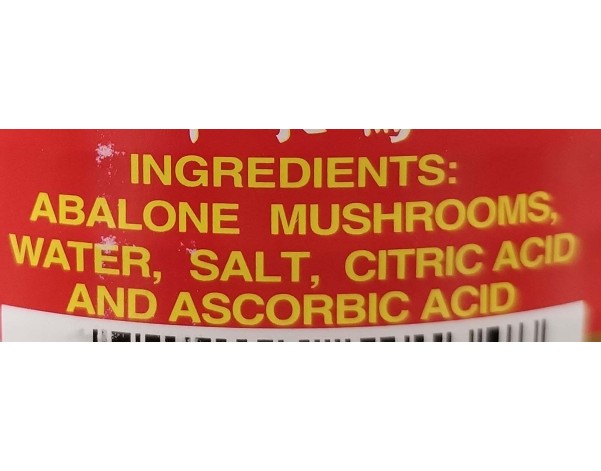 INGREDIENTS:
ABALONE MUSHROOMS,
WATER, SALT, CITRIC ACID
AND ASCORBIC ACID